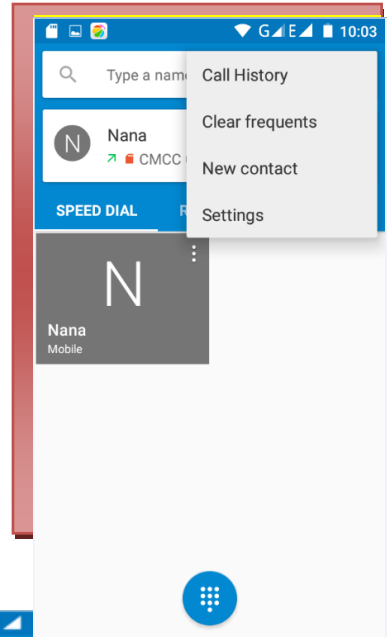 G E 10:03
Type a name
Call History
Clear frequents
New contact
Settings
N
Nana
CMCC
SPEED DIAL R
N
Nana
Mobile